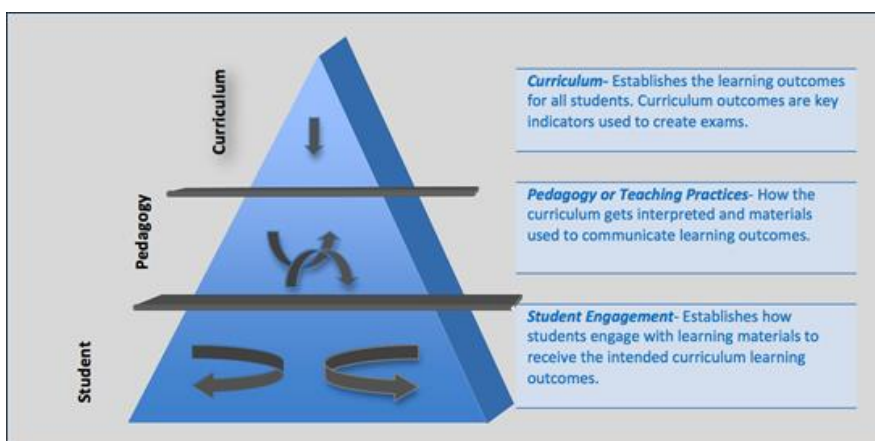 Curriculum
Pedagogy
Student
Curriculum- Establishes the learning outcomes
for all students. Curriculum outcomes are key
indicators used to create exams.
Pedagogy or Teaching Practices- How the
curriculum gets interpreted and materials
used to communicate learning outcomes.
Student Engagement- Establishes how
students engage with learning materials to
receive the intended curriculum learning
outcomes.